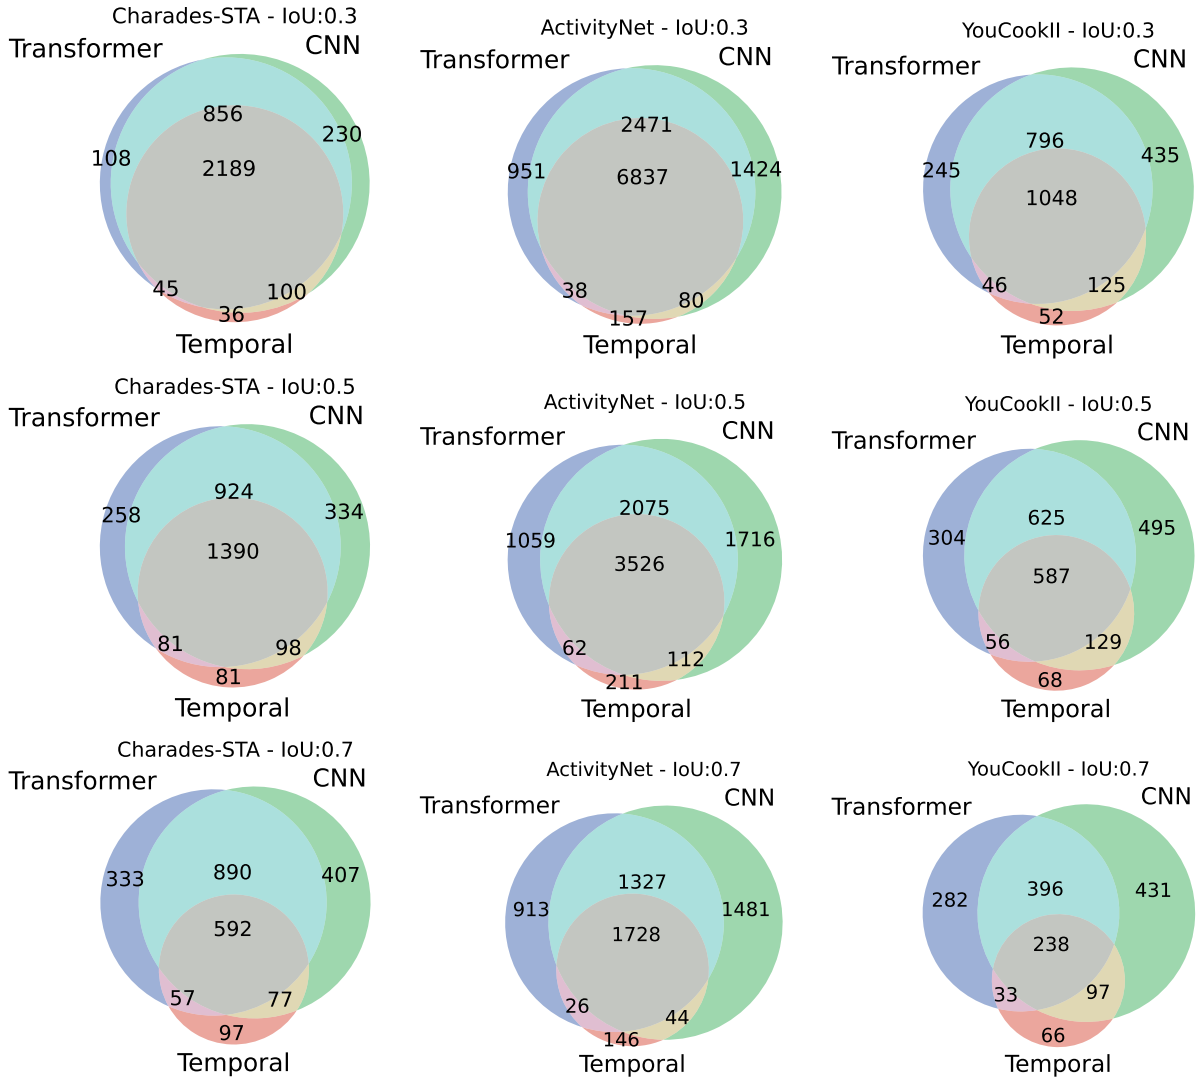 Charades-STA - IoU:0.3
Transformer
CNN
856
230
108
2189
45
100
36
Temporal
ActivityNet - IoU:0.3
Transformer
CNN
2471
951
1424
6837
38
80
157
Temporal
YouCookII - IoU:0.3
Transformer
CNN
796
435
245
1048
46
125
52
Temporal
Charades-STA - IoU:0.5
Transformer
CNN
924
258
334
1390
81
98
81
Temporal
ActivityNet - IoU:0.5
Transformer
CNN
2075
1059
1716
3526
62
112
211
Temporal
YouCookII - IoU:0.5
Transformer
CNN
625
495
304
587
56
129
68
Temporal
Charades-STA - IoU:0.7
Transformer
CNN
890
333
407
592
57
77
97
Temporal
ActivityNet - IoU:0.7
Transformer
CNN
1327
913
1481
1728
26
44
146
Temporal
YouCookII - IoU:0.7
Transformer
CNN
396
431
282
238
33
97
66
Temporal